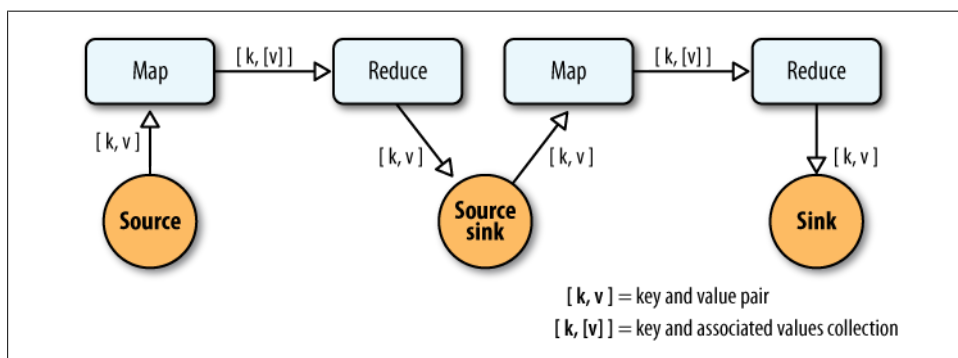 Map
[ k, [v] ]
Reduce
Map
[ k, [v] ]
Reduce
[ k, v ]
[ k, v ]
[ k, v ]
[ k, v ]
Source
Source
sink
Sink
[ k, v ] = key and value pair
[ k, [v] ] = key and associated values collection